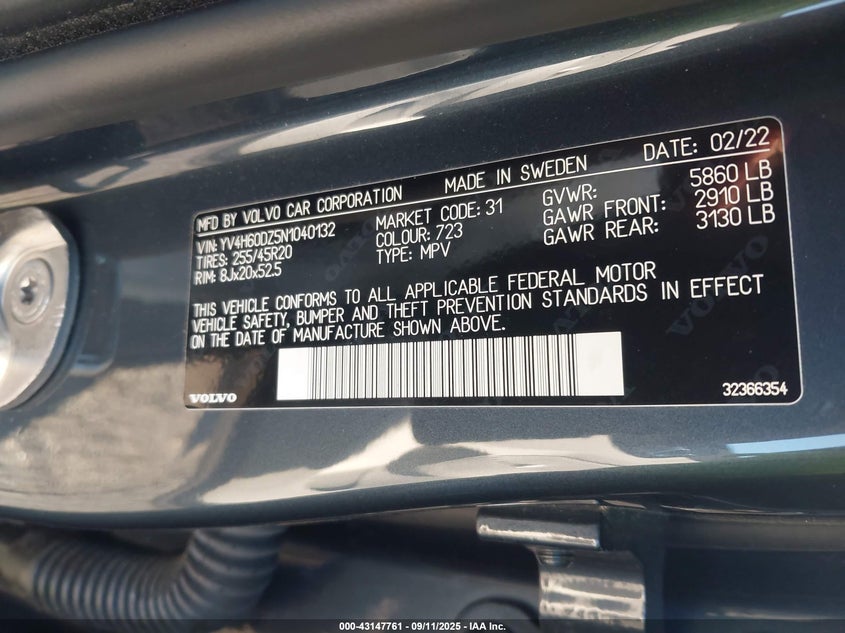 MFD BY VOLVO CAR CORPORATION MADE IN SWEDEN DATE: 02/22
VIN: YV4H60DZ5N1040132 MARKET CODE: 31 GVWR: 5860 LB
TIRES: 255/45R20 COLOUR: 723 GAWR FRONT: 2910 LB
RIM: 8Jx20x52.5 TYPE: MPV GAWR REAR: 3130 LB
THIS VEHICLE CONFORMS TO ALL APPLICABLE FEDERAL MOTOR
VEHICLE SAFETY, BUMPER AND THEFT PREVENTION STANDARDS IN EFFECT
ON THE DATE OF MANUFACTURE SHOWN ABOVE.
VOLVO 32366354
000-43147761 - 09/11/2025 - IAA Inc.